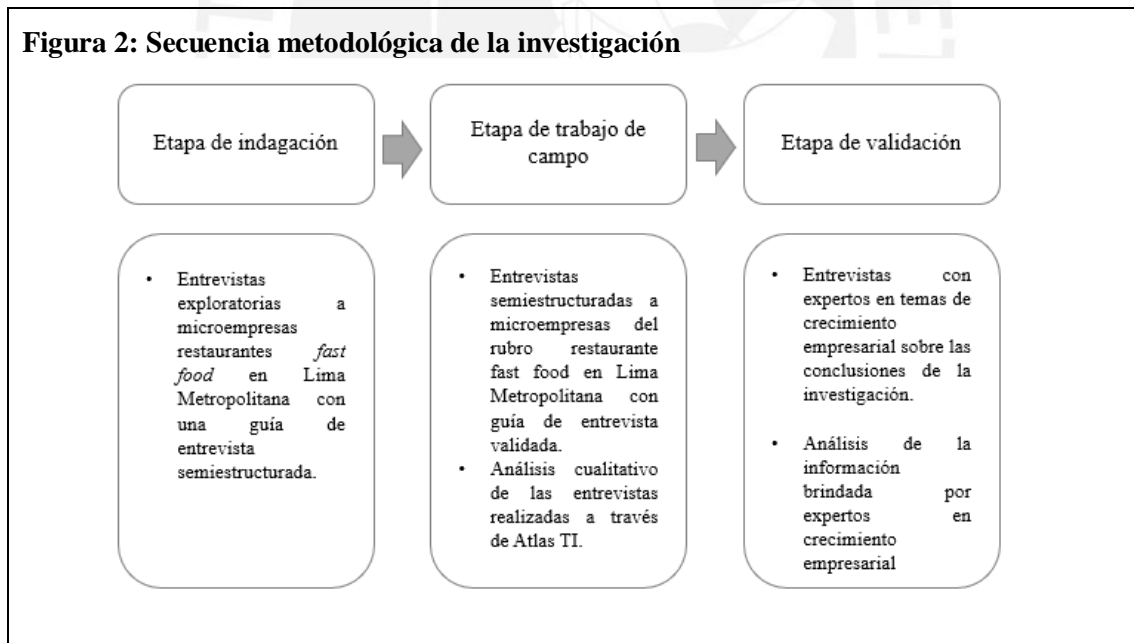 Figura 2: Secuencia metodológica de la investigación
Etapa de indagación
Etapa de trabajo de
campo
Etapa de validación
• Entrevistas
exploratorias a
microempresas
restaurantes fast
food en Lima
Metropolitana con
una guía de
entrevista
semiestructurada.
• Entrevistas
semiestructuradas a
microempresas del
rubro restaurante
fast food en Lima
Metropolitana con
guía de entrevista
validada.
• Análisis cualitativo
de las entrevistas
realizadas a través
de Atlas TI.
• Entrevistas con
expertos en temas de
crecimiento
empresarial sobre las
conclusiones de la
investigación.
• Análisis de la
información
brindada por
expertos en
crecimiento
empresarial